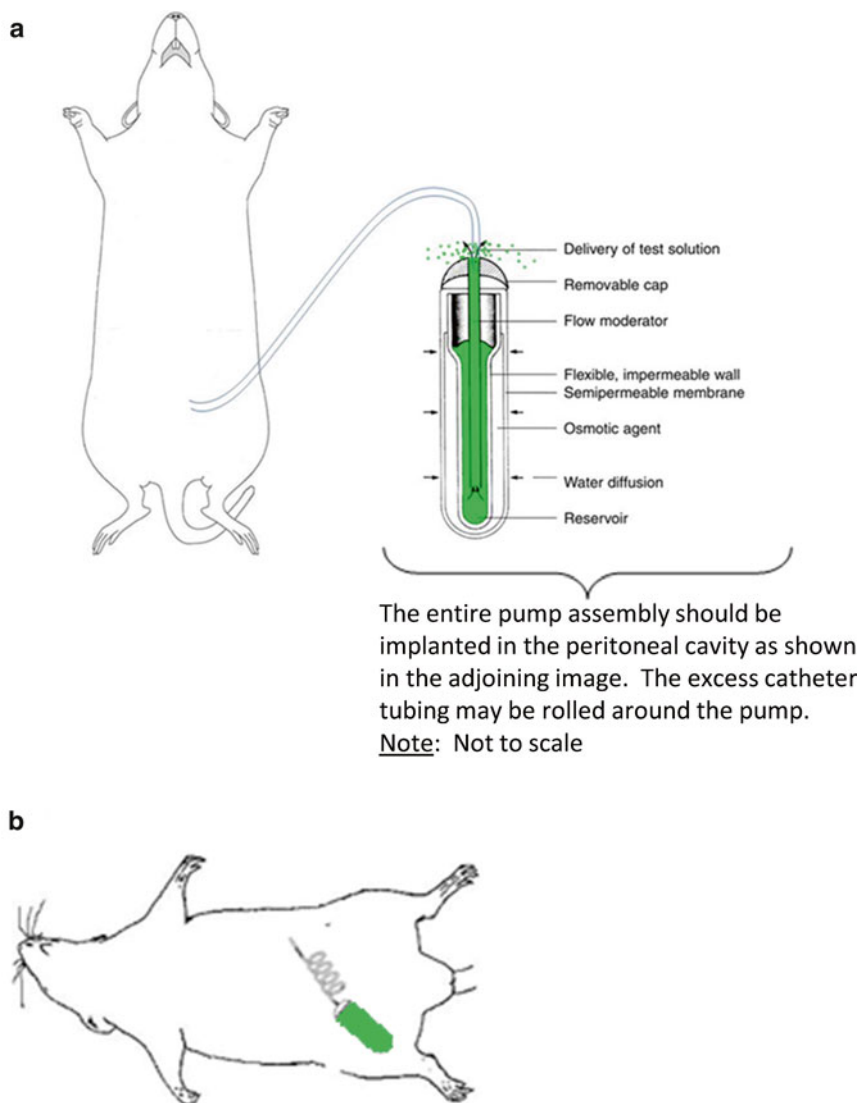 a
Delivery of test solution
Removable cap
Flow moderator
Flexible, impermeable wall
Semipermeable membrane
Osmotic agent
Water diffusion
Reservoir
The entire pump assembly should be
implanted in the peritoneal cavity as shown
in the adjoining image.  The excess catheter
tubing may be rolled around the pump.
Note:  Not to scale
b